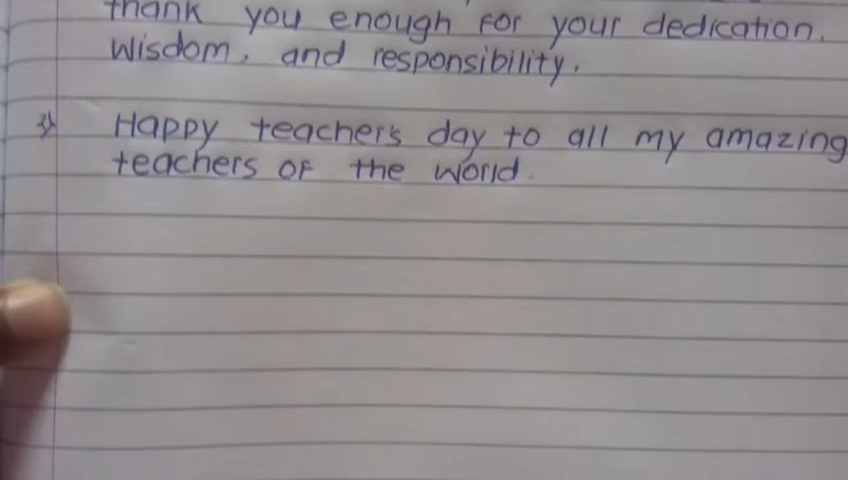 thank you enough for your dedication,
Wisdom, and responsibility.
3) Happy teacher's day to all my amazing
teachers of the world.